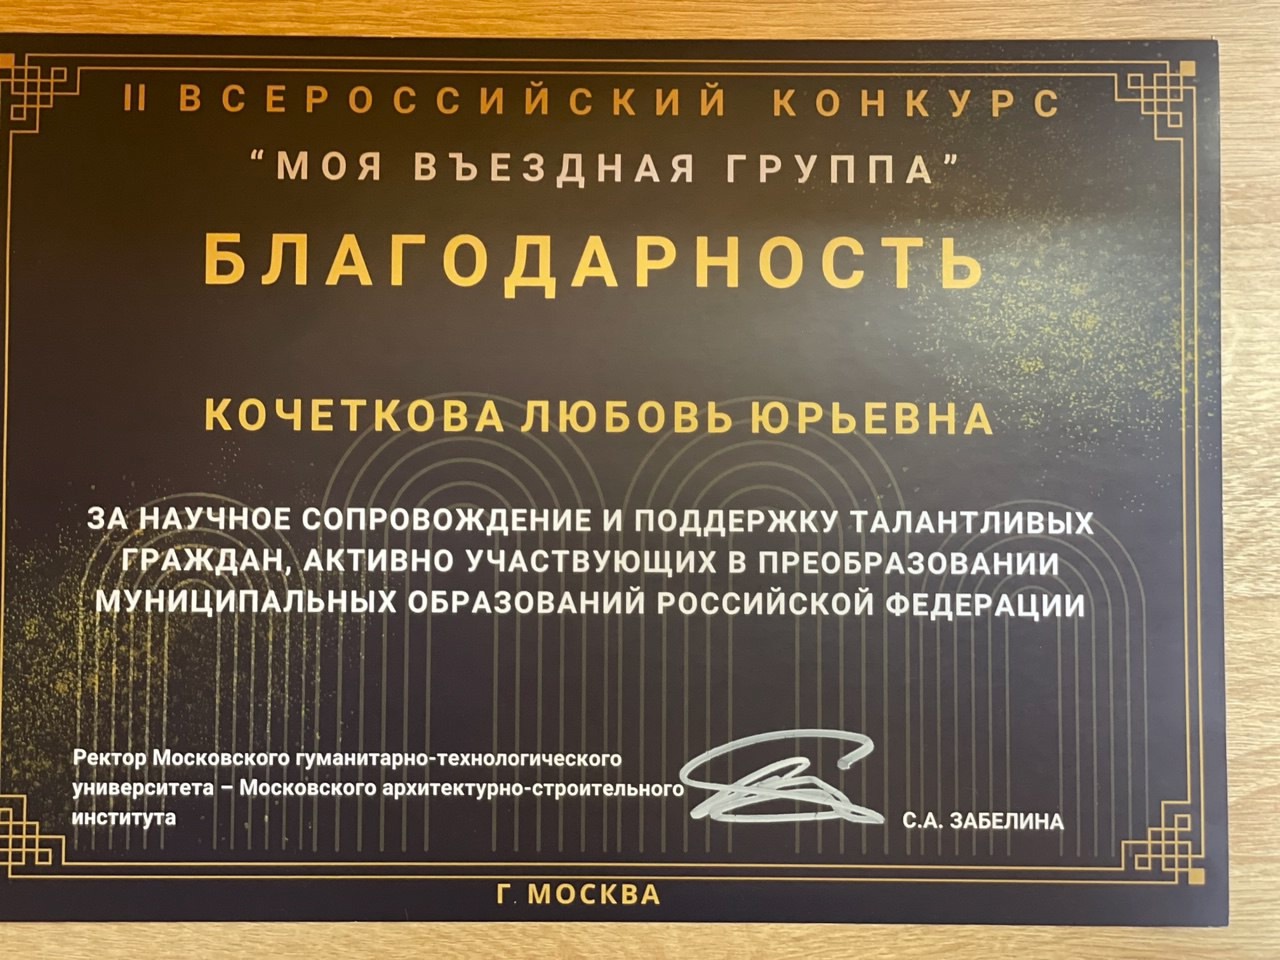 II ВСЕРОССИЙСКИЙ КОНКУРС
“МОЯ ВЪЕЗДНАЯ ГРУППА”
БЛАГОДАРНОСТЬ
КОЧЕТКОВА ЛЮБОВЬ ЮРЬЕВНА
ЗА НАУЧНОЕ СОПРОВОЖДЕНИЕ И ПОДДЕРЖКУ ТАЛАНТЛИВЫХ
ГРАЖДАН, АКТИВНО УЧАСТВУЮЩИХ В ПРЕОБРАЗОВАНИИ
МУНИЦИПАЛЬНЫХ ОБРАЗОВАНИЙ РОССИЙСКОЙ ФЕДЕРАЦИИ
Ректор Московского гуманитарно-технологического
университета – Московского архитектурно-строительного
института
С.А. ЗАБЕЛИНА
Г. МОСКВА